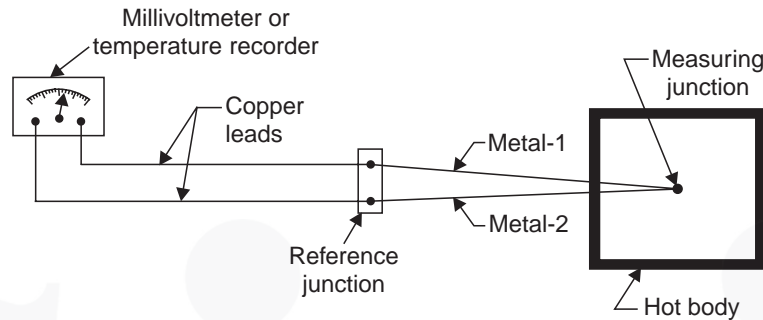 Millivoltmeter or
temperature recorder
Measuring
junction
Copper
leads
Metal-1
Metal-2
Reference
junction
Hot body